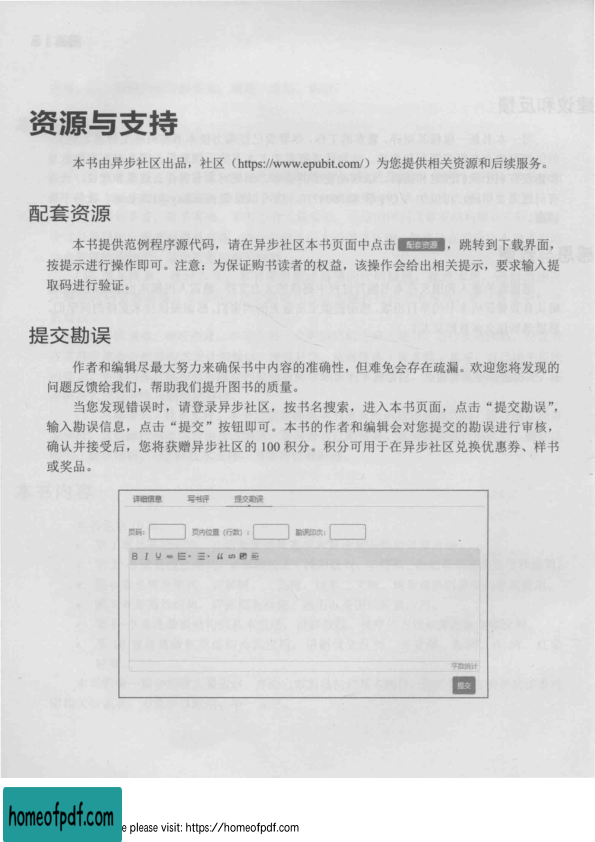 资源与支持
本书由异步社区出品，社区（https://www.epubit.com/）为您提供相关资源和后续服务。
配套资源
本书提供范例程序源代码，请在异步社区本书页面中点击 配套资源 ，跳转到下载界面，
按提示进行操作即可。注意：为保证购书读者的权益，该操作会给出相关提示，要求输入提
取码进行验证。
提交勘误
作者和编辑尽最大努力来确保书中内容的准确性，但难免会存在疏漏。欢迎您将发现的
问题反馈给我们，帮助我们提升图书的质量。
当您发现错误时，请登录异步社区，按书名搜索，进入本书页面，点击“提交勘误”，
输入勘误信息，点击“提交”按钮即可。本书的作者和编辑会对您提交的勘误进行审核，
确认并接受后，您将获赠异步社区的 100 积分。积分可用于在异步社区兑换优惠券、样书
或奖品。
详细信息 写书评 提交勘误
页码： 页内位置（行数）： 勘误印次：
B I U
字数统计
提交
homeofpdf.com
e please visit: https://homeofpdf.com